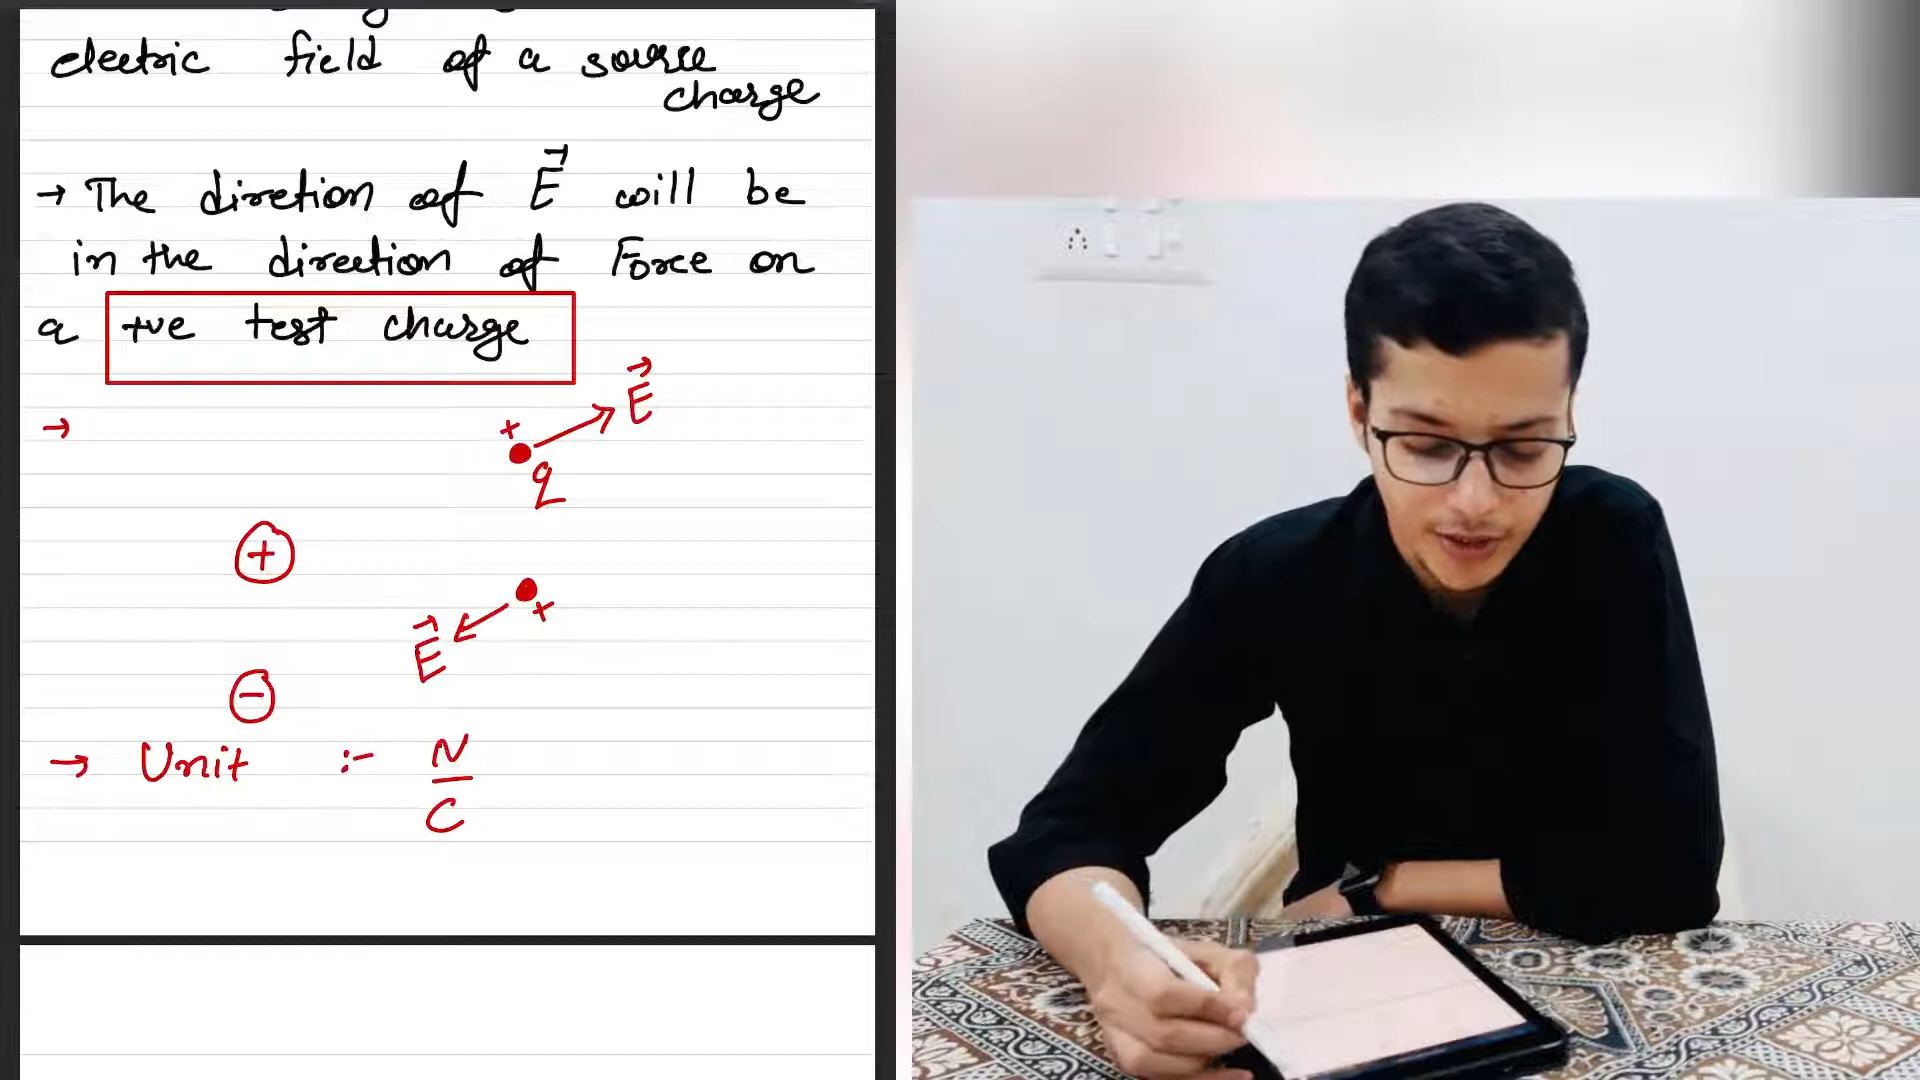 electric field of a source
charge
→ The diretion of E⃗ will be
in the direction of Force on
a +ve test charge
→
E⃗
+
q
+
+
E⃗
−
→ Unit :- N/C